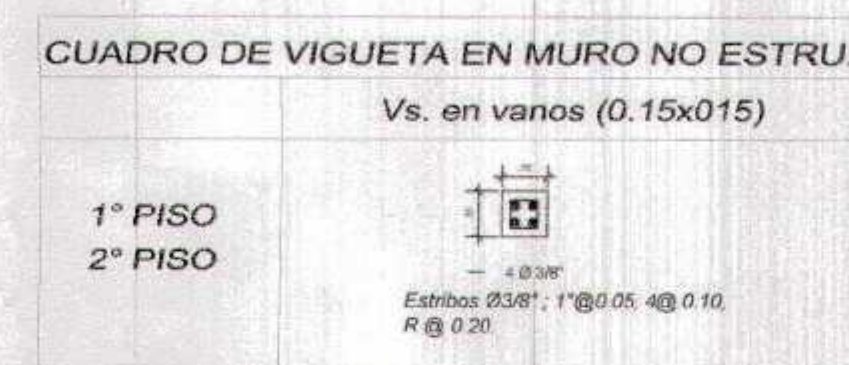 CUADRO DE VIGUETA EN MURO NO ESTRU
Vs. en vanos (0.15x015)
1° PISO
2° PISO
4 Ø 3/8"
Estribos Ø3/8" ; 1"@0.05, 4@ 0.10,
R @ 0.20